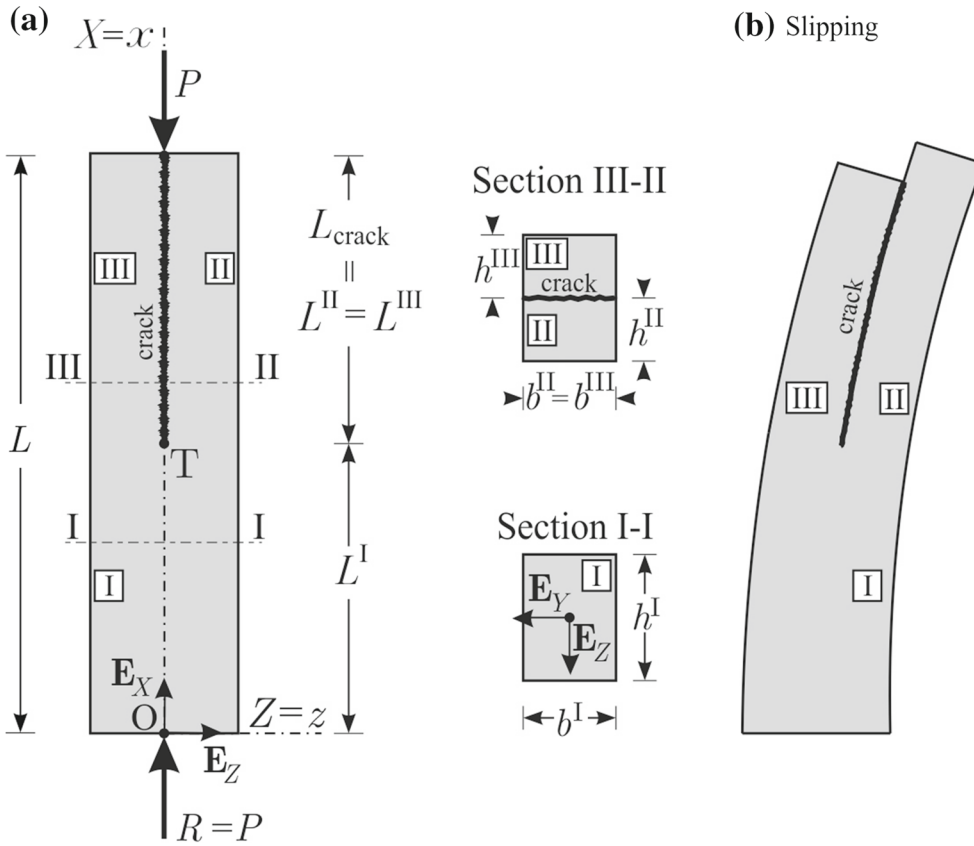 (a)
X=x
P
L
L_crack
=
L^II = L^III
III
II
crack
III
II
T
I
I
L^I
I
E_X
O
Z=z
E_Z
R=P
Section III-II
h^III
III
crack
II
h^II
b^II = b^III
Section I-I
I
E_Y
E_Z
h^I
b^I
(b) Slipping
crack
III
II
I